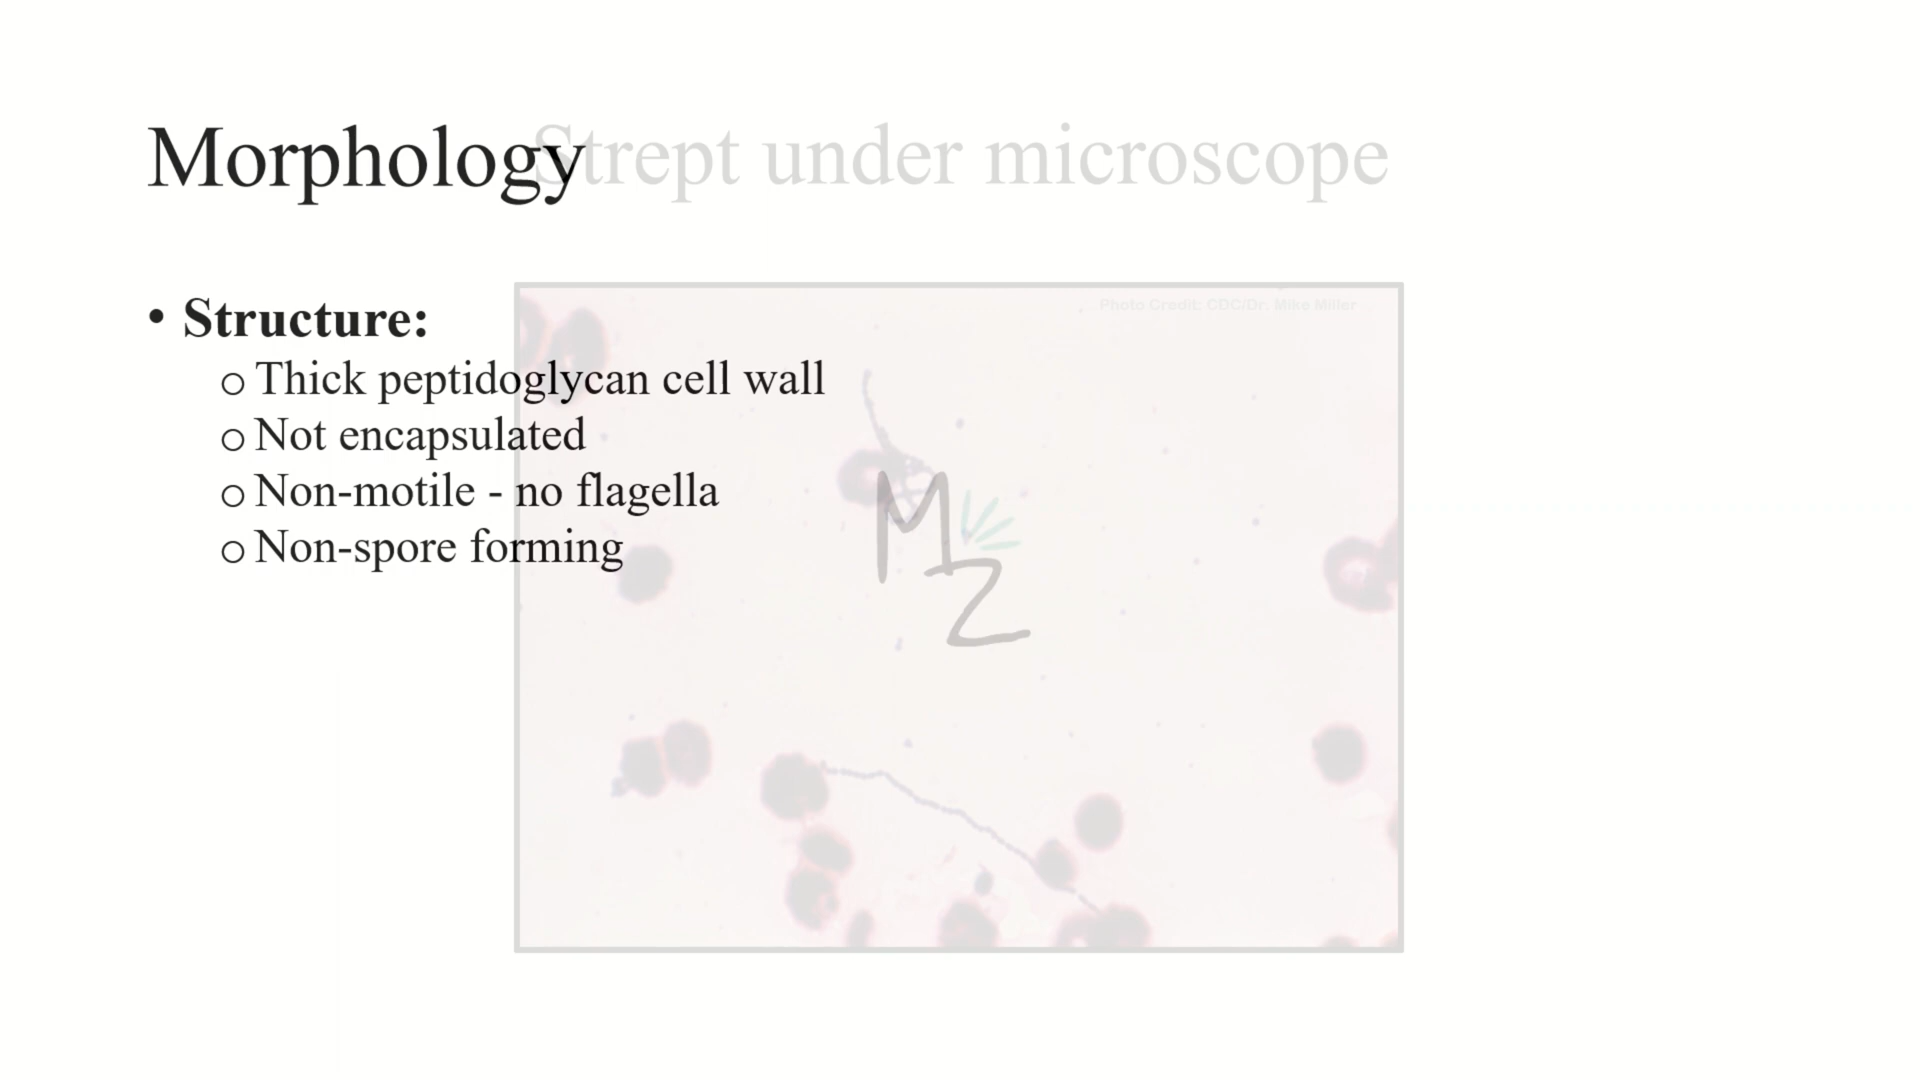 Morphology
Strept under microscope
• Structure:
o Thick peptidoglycan cell wall
o Not encapsulated
o Non-motile - no flagella
o Non-spore forming
Photo Credit: CDC/Dr. Mike Miller
MZ